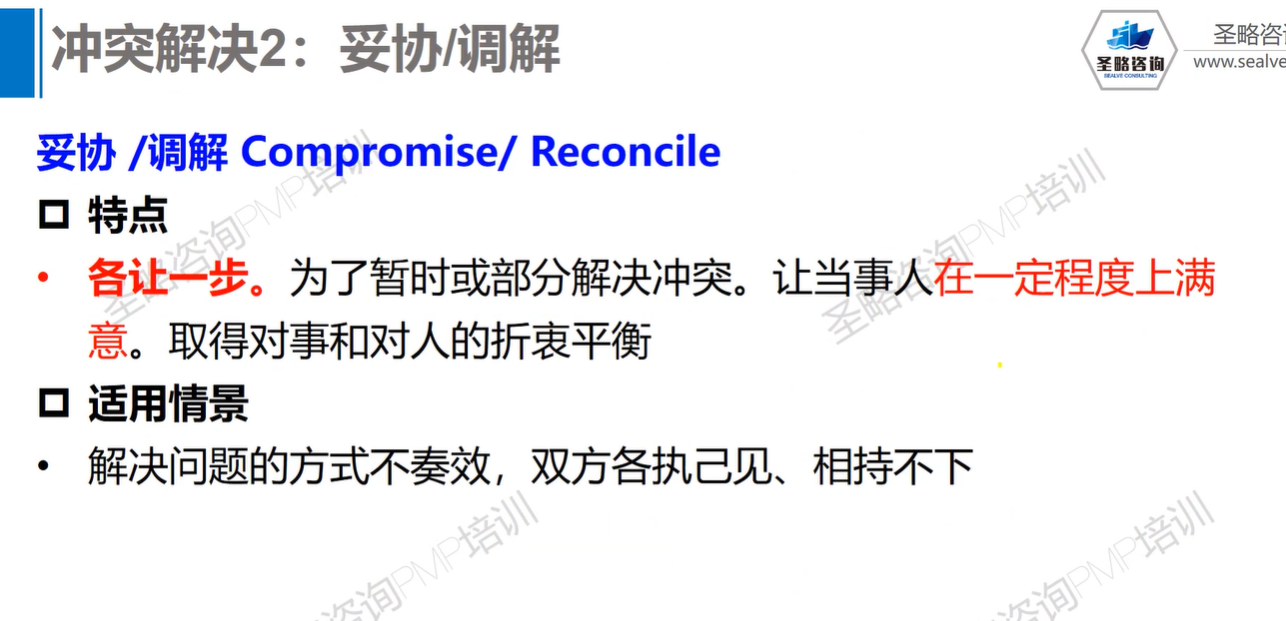 冲突解决2：妥协/调解
圣略咨询
SEALVE CONSULTING
圣略咨
www.sealve
妥协 /调解 Compromise/ Reconcile
特点
• 各让一步。为了暂时或部分解决冲突。让当事人在一定程度上满
意。取得对事和对人的折衷平衡
适用情景
• 解决问题的方式不奏效，双方各执己见、相持不下
圣略咨询PMP培训
圣略咨询PMP培训
咨询PMP培训
咨询PMP培训